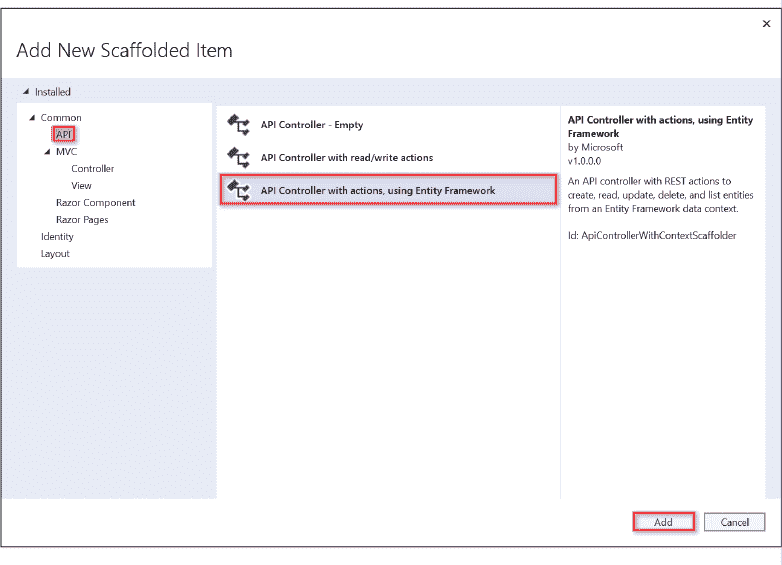 Add New Scaffolded Item
Installed
Common
API
MVC
Controller
View
Razor Component
Razor Pages
Identity
Layout
API Controller - Empty
API Controller with read/write actions
API Controller with actions, using Entity Framework
API Controller with actions, using Entity
Framework
by Microsoft
v1.0.0.0
An API controller with REST actions to
create, read, update, delete, and list entities
from an Entity Framework data context.
Id: ApiControllerWithContextScaffolder
Add
Cancel